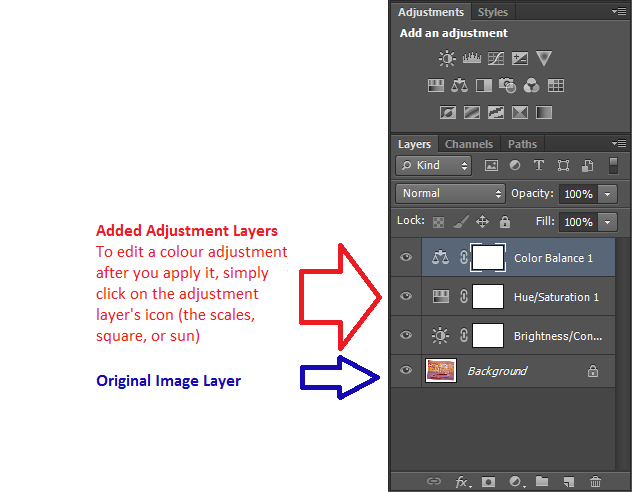 Adjustments Styles
Add an adjustment
Layers Channels Paths
Kind
Normal Opacity: 100%
Lock: Fill: 100%
Added Adjustment Layers
To edit a colour adjustment
after you apply it, simply
click on the adjustment
layer's icon (the scales,
square, or sun)
Original Image Layer
Color Balance 1
Hue/Saturation 1
Brightness/Con...
Background
fx